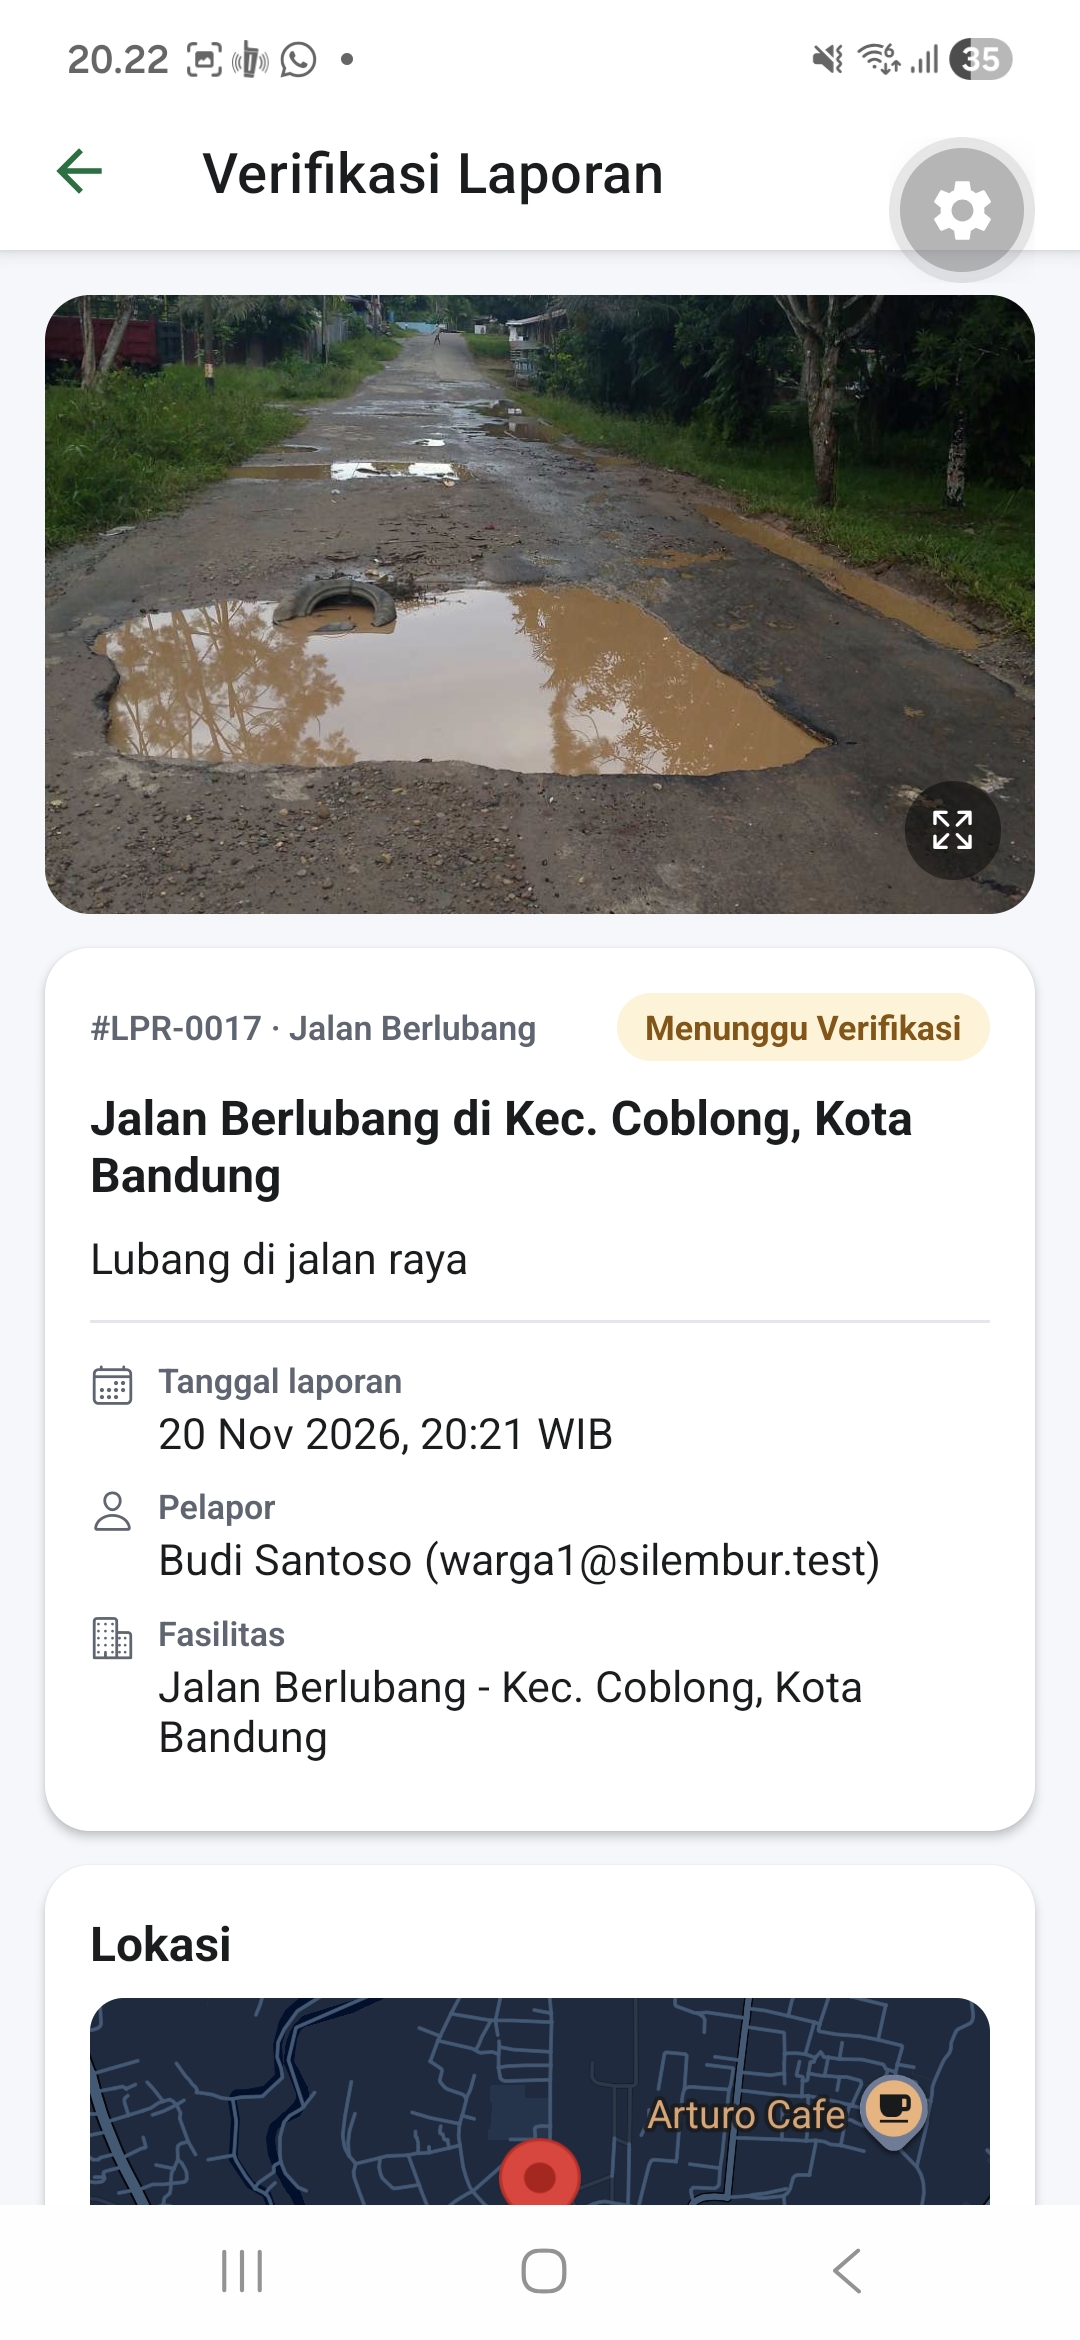 20.22
35
Verifikasi Laporan
#LPR-0017 · Jalan Berlubang
Menunggu Verifikasi
Jalan Berlubang di Kec. Coblong, Kota
Bandung
Lubang di jalan raya
Tanggal laporan
20 Nov 2026, 20:21 WIB
Pelapor
Budi Santoso (warga1@silembur.test)
Fasilitas
Jalan Berlubang - Kec. Coblong, Kota
Bandung
Lokasi
Arturo Cafe